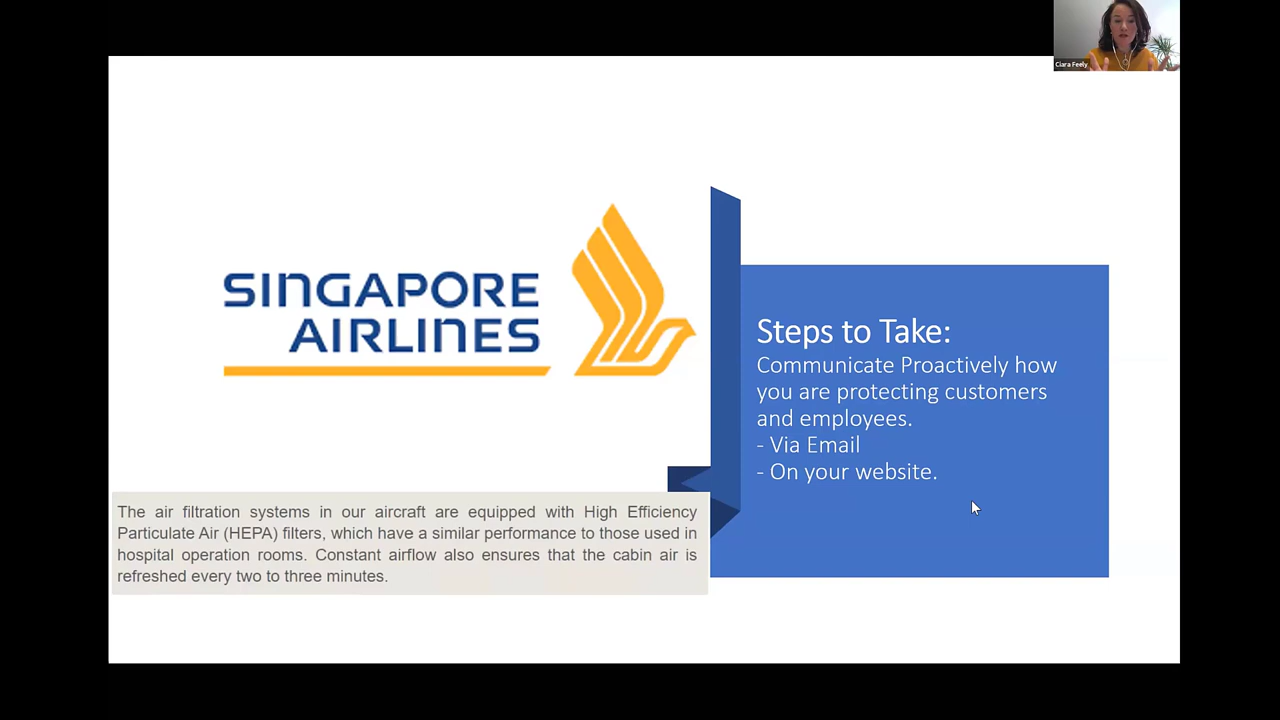 Ciara Feely
SINGAPORE
AIRLINES
Steps to Take:
Communicate Proactively how
you are protecting customers
and employees.
- Via Email
- On your website.
The air filtration systems in our aircraft are equipped with High Efficiency
Particulate Air (HEPA) filters, which have a similar performance to those used in
hospital operation rooms. Constant airflow also ensures that the cabin air is
refreshed every two to three minutes.